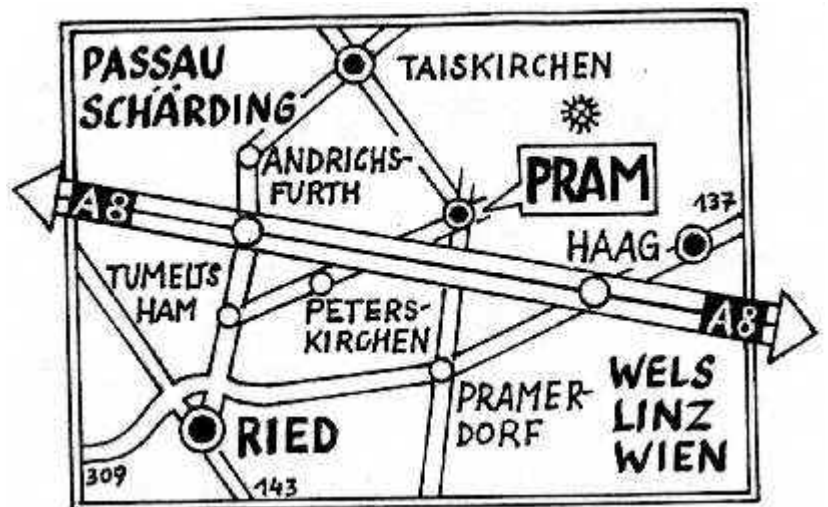 PASSAU
SCHÄRDING
TAISKIRCHEN
ANDRICHS-
FURTH
PRAM
137
A8
HAAG
TUMELTS
HAM
PETERS-
KIRCHEN
A8
WELS
LINZ
WIEN
PRAMER-
DORF
RIED
309
143